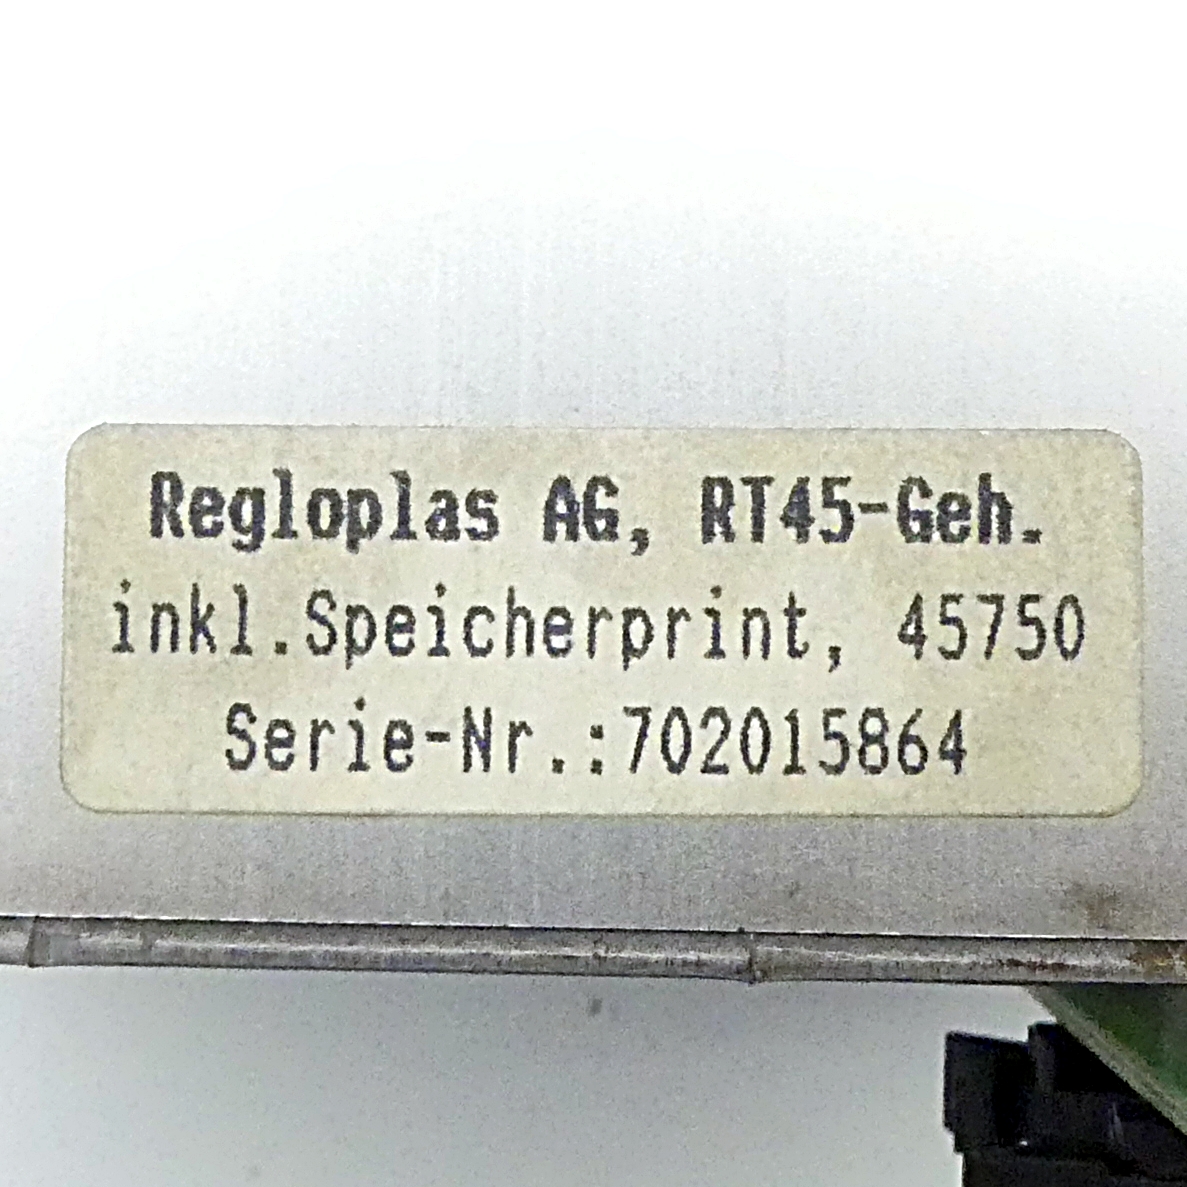 Regloplas AG, RT45-Geh.
inkl.Speicherprint, 45750
Serie-Nr.:702015864